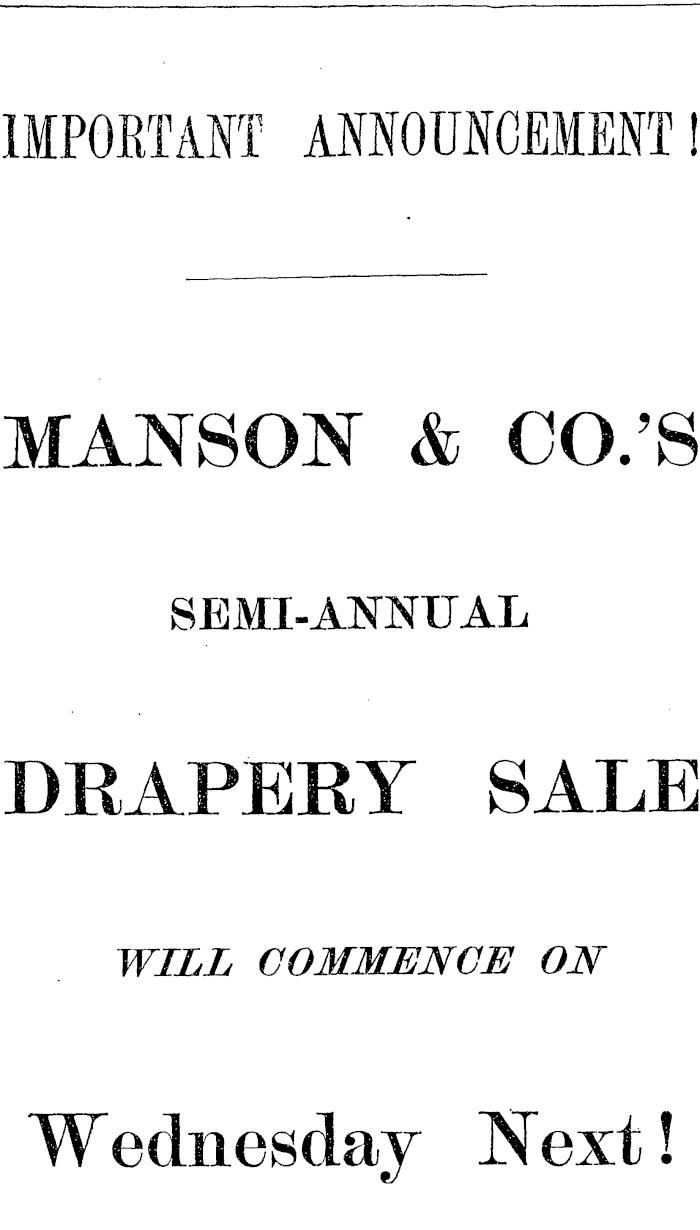 IMPORTANT ANNOUNCEMENT!
MANSON & CO.'S
SEMI-ANNUAL
DRAPERY SALE
WILL COMMENCE ON
Wednesday Next!